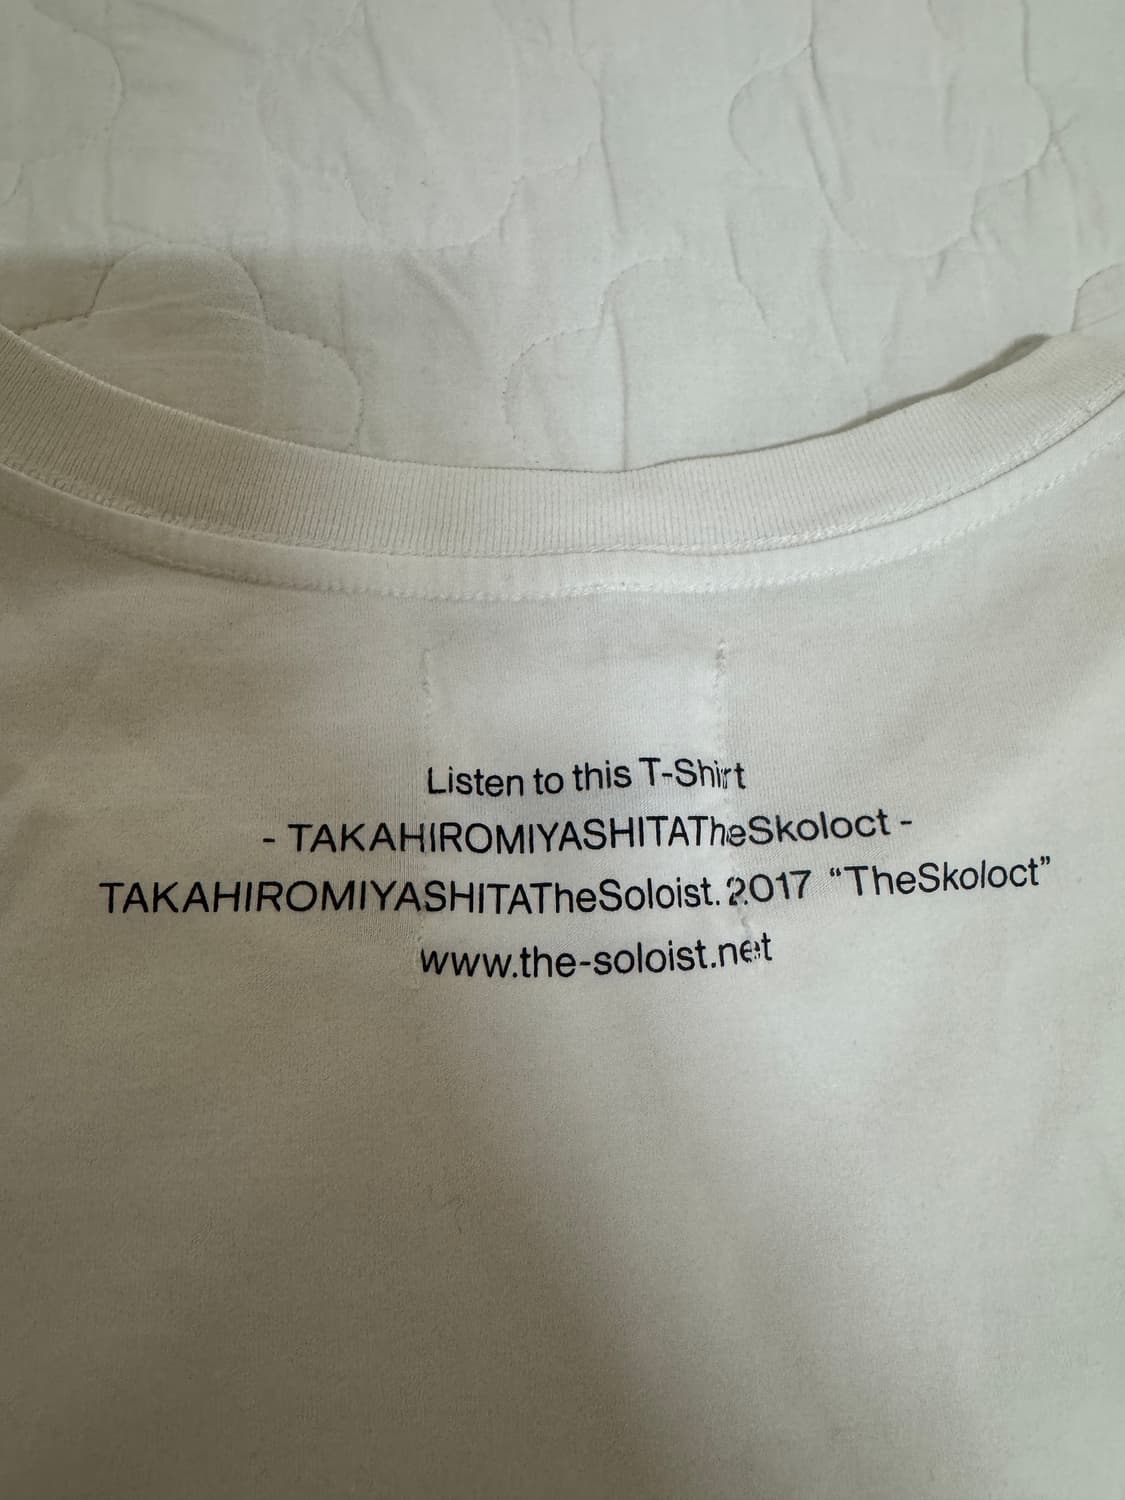 Listen to this T-Shirt
- TAKAHIROMIYASHITATheSkoloct -
TAKAHIROMIYASHITATheSoloist. 2017 “TheSkoloct”
www.the-soloist.net